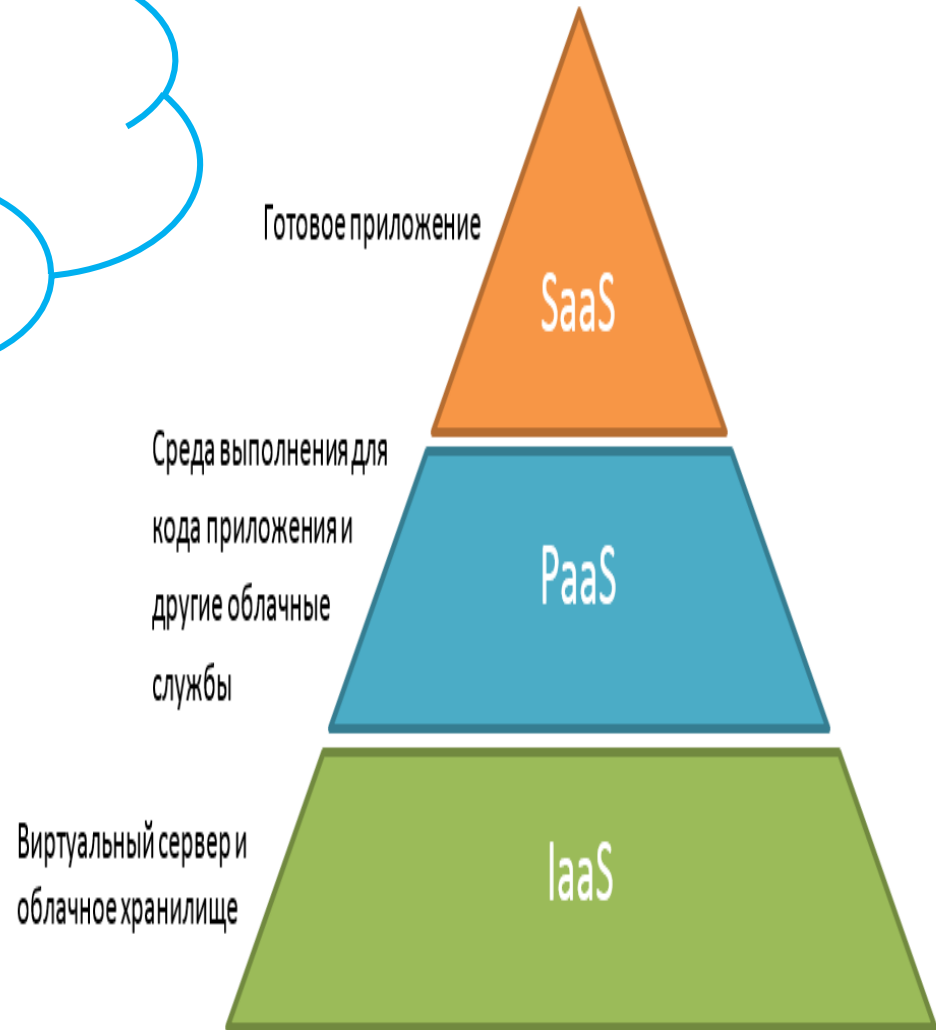 Готовое приложение
SaaS
Среда выполнения для
кода приложения и
PaaS
другие облачные
службы
Виртуальный сервер и
IaaS
облачное хранилище